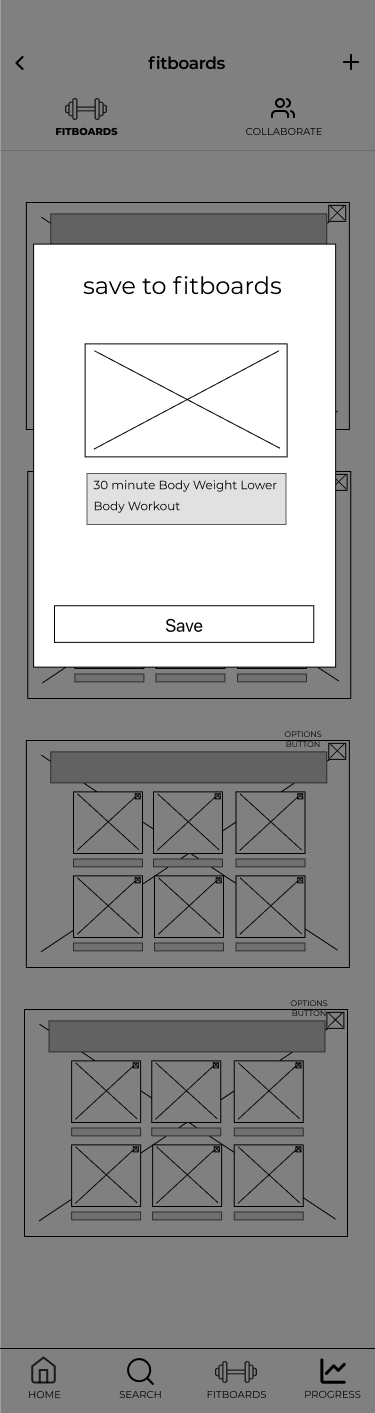 fitboards
FITBOARDS
COLLABORATE
save to fitboards
30 minute Body Weight Lower
Body Workout
Save
OPTIONS
BUTTON
OPTIONS
BUTTON
HOME
SEARCH
FITBOARDS
PROGRESS